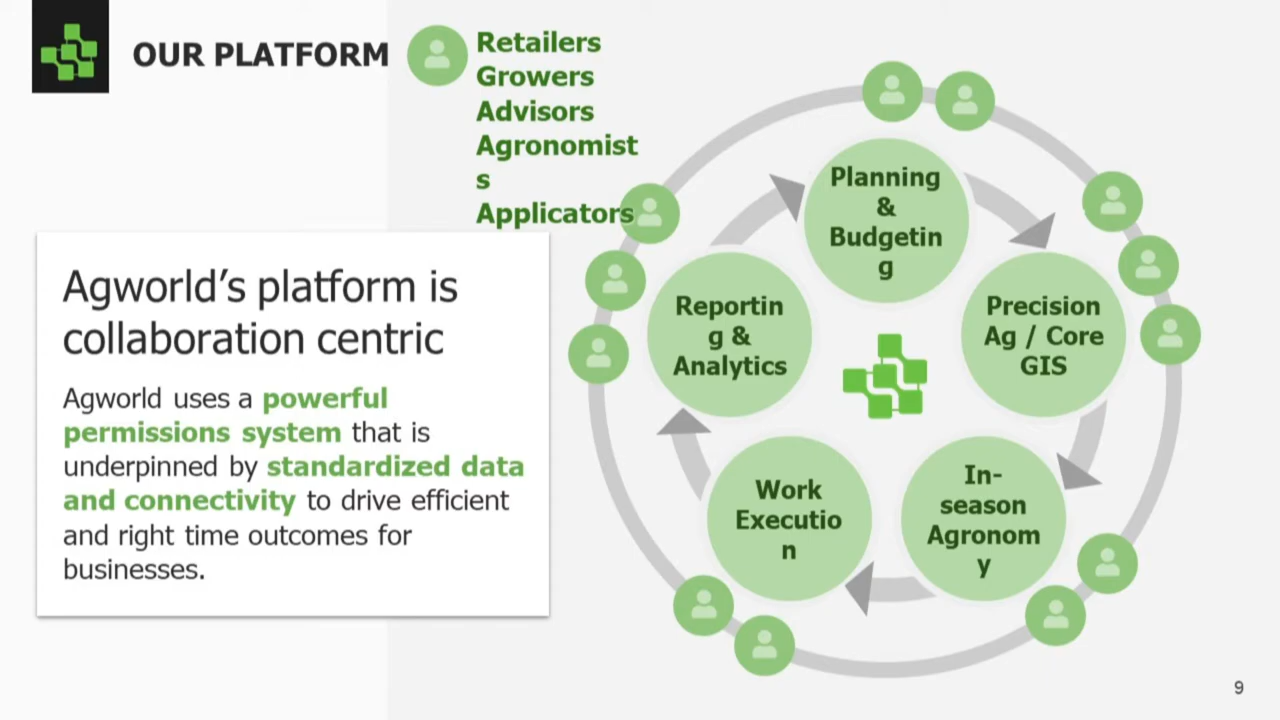 OUR PLATFORM
Retailers
Growers
Advisors
Agronomist
s
Applicators
Agworld’s platform is
collaboration centric
Agworld uses a powerful
permissions system that is
underpinned by standardized data
and connectivity to drive efficient
and right time outcomes for
businesses.
Planning
&
Budgetin
g
Precision
Ag / Core
GIS
In-
season
Agronom
y
Work
Executio
n
Reportin
g &
Analytics
9